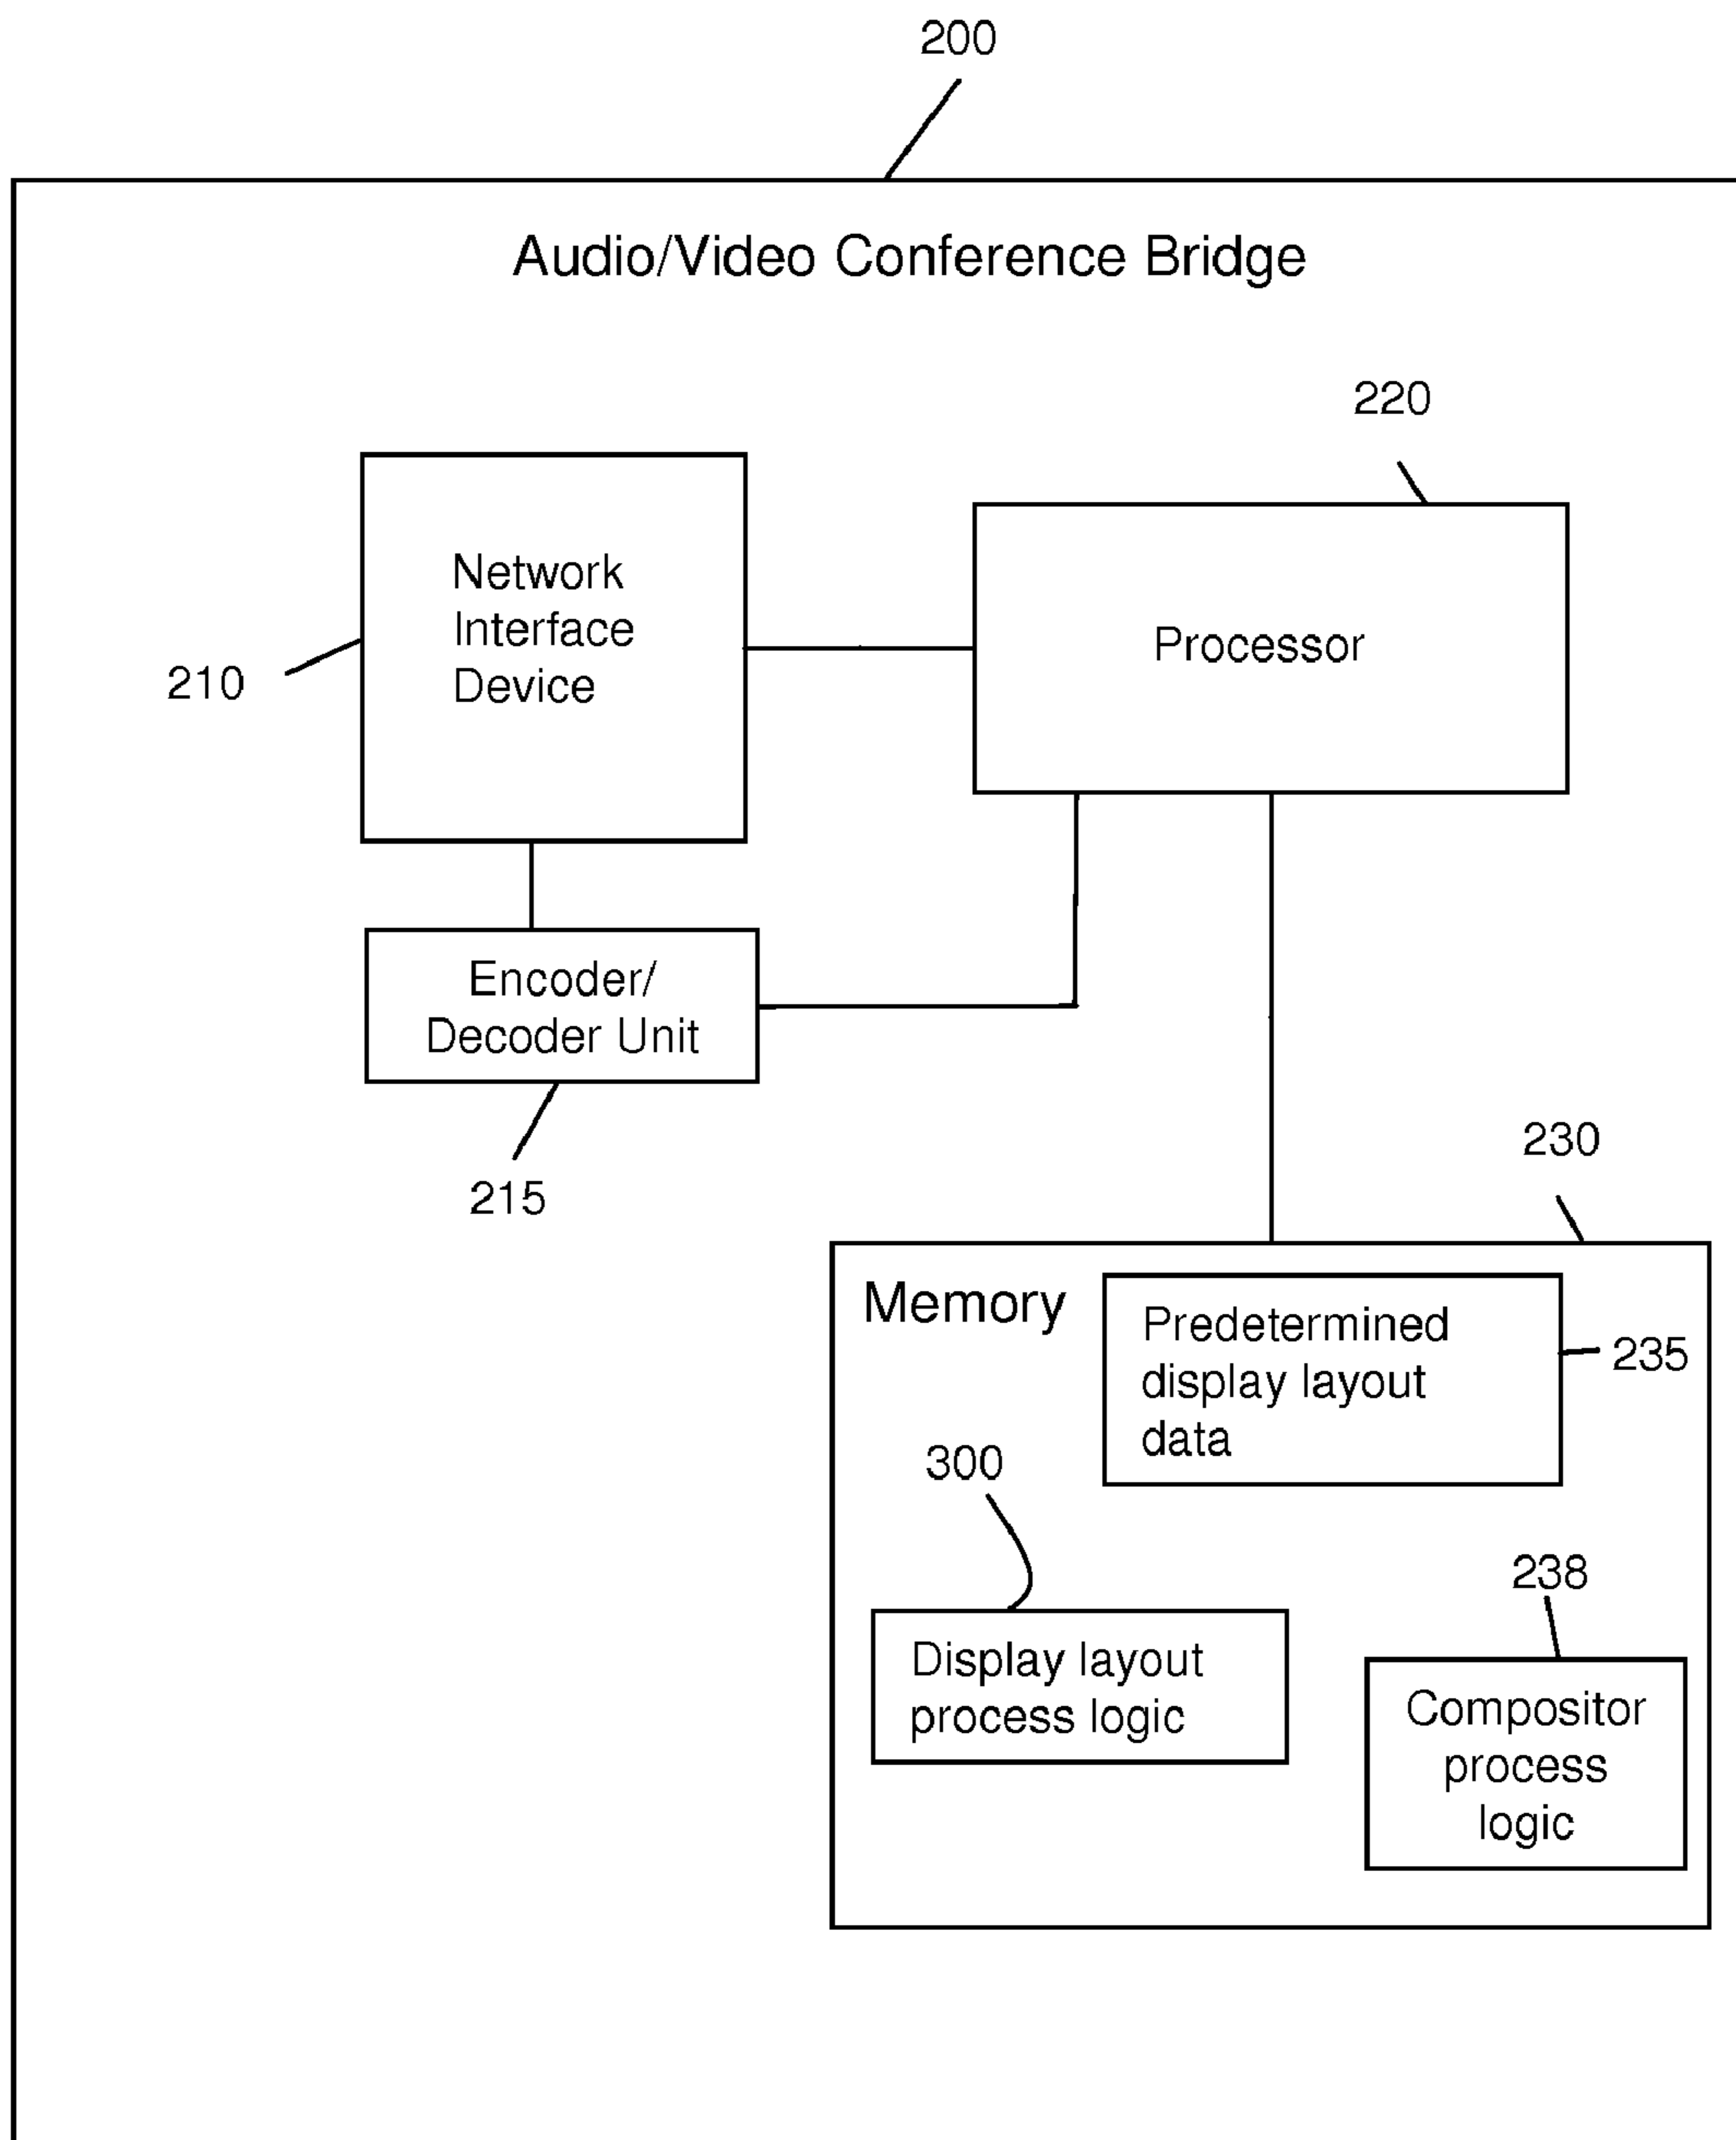 200
Audio/Video Conference Bridge
220
Network
Interface
Device
Processor
210
Encoder/
Decoder Unit
215
230
Memory
Predetermined
display layout
data
235
300
238
Display layout
process logic
Compositor
process
logic